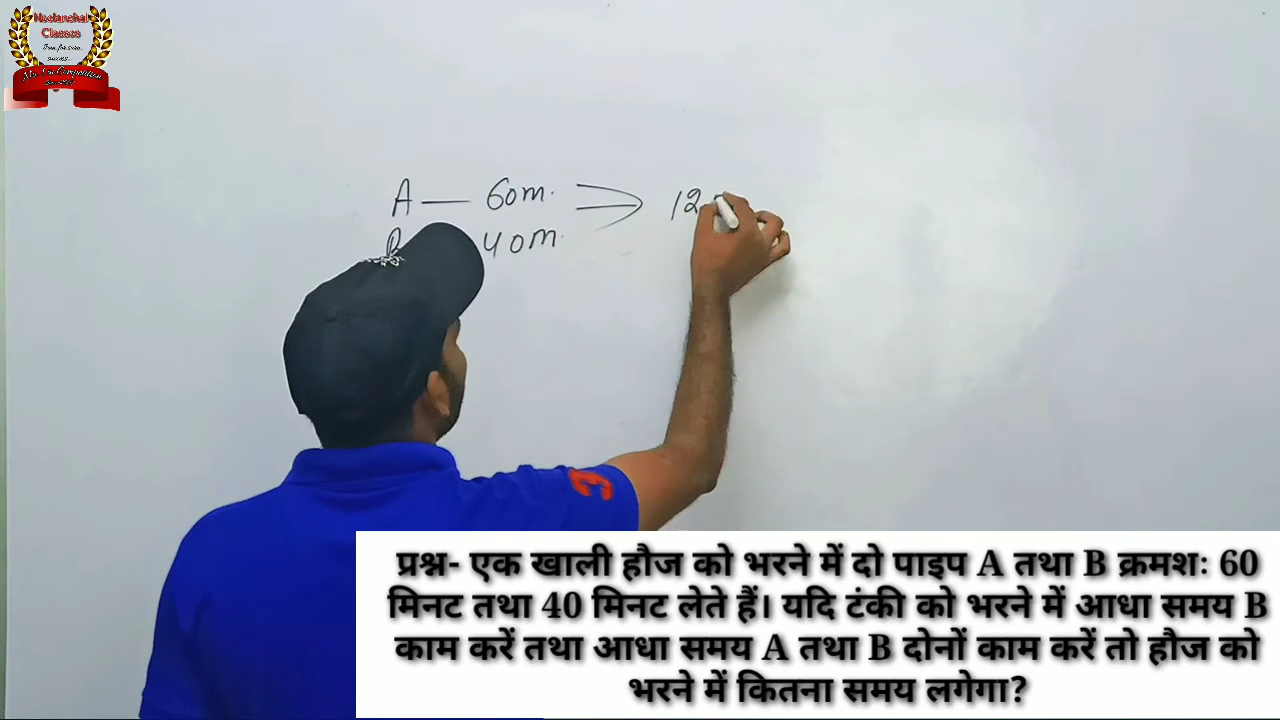 Neelanchal
Classes
A — 60m.
B 40m.
12
प्रश्न- एक खाली हौज को भरने में दो पाइप A तथा B क्रमशः 60
मिनट तथा 40 मिनट लेते हैं। यदि टंकी को भरने में आधा समय B
काम करें तथा आधा समय A तथा B दोनों काम करें तो हौज को
भरने में कितना समय लगेगा?